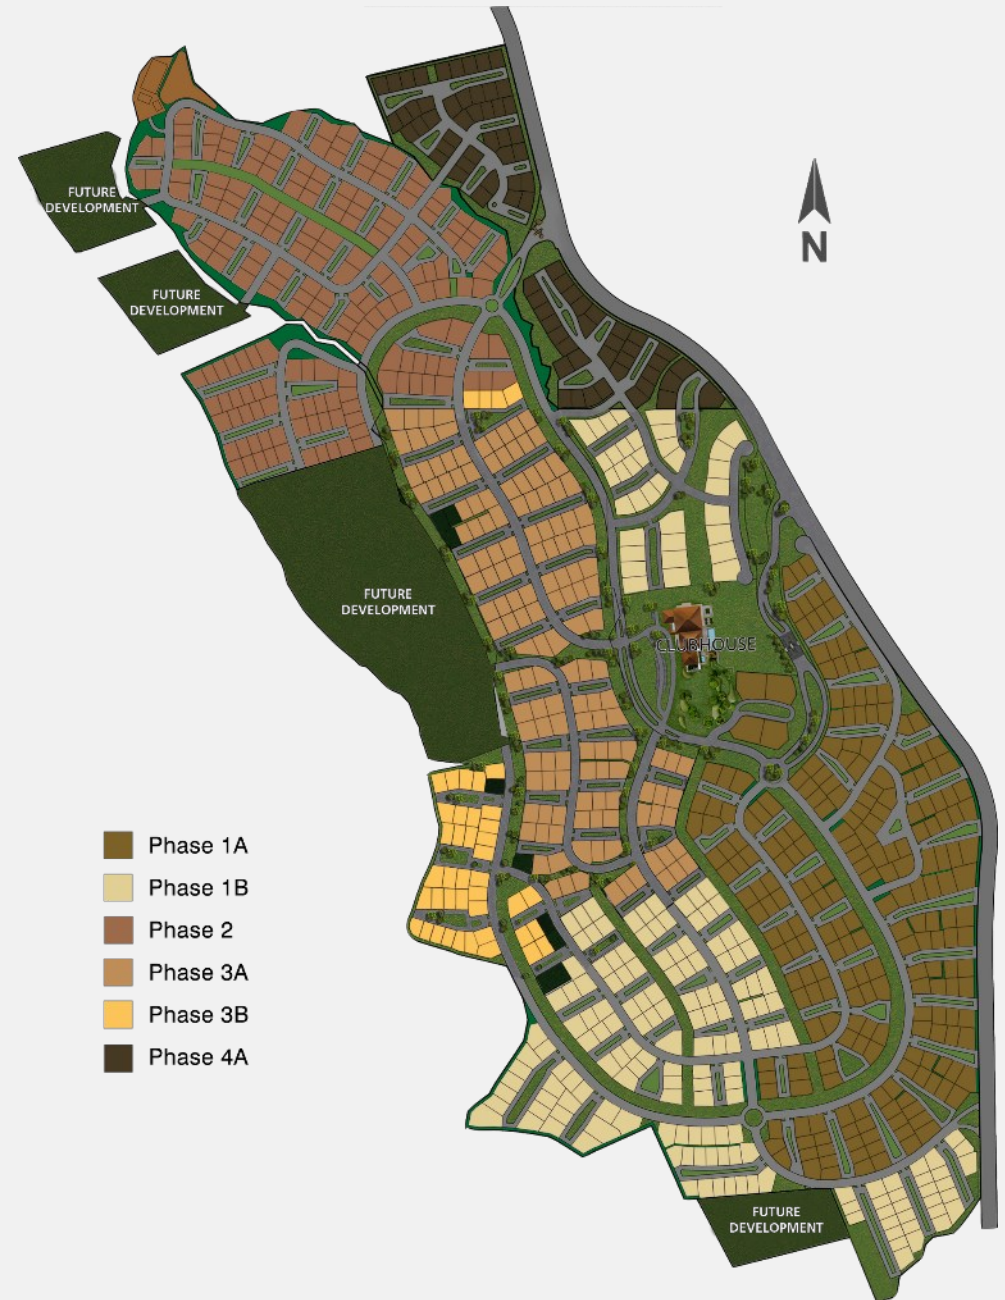 FUTURE
DEVELOPMENT
N
FUTURE
DEVELOPMENT
FUTURE
DEVELOPMENT
CLUBHOUSE
Phase 1A
Phase 1B
Phase 2
Phase 3A
Phase 3B
Phase 4A
FUTURE
DEVELOPMENT